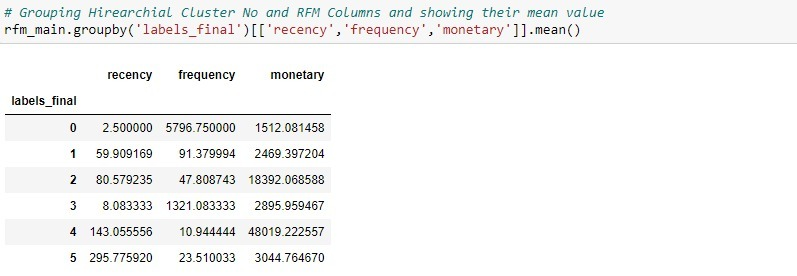 # Grouping Hirearchial Cluster No and RFM Columns and showing their mean value
rfm_main.groupby('labels_final')[['recency','frequency','monetary']].mean()
recency frequency monetary
labels_final
0 2.500000 5796.750000 1512.081458
1 59.909169 91.379994 2469.397204
2 80.579235 47.808743 18392.068588
3 8.083333 1321.083333 2895.959467
4 143.055556 10.944444 48019.222557
5 295.775920 23.510033 3044.764670